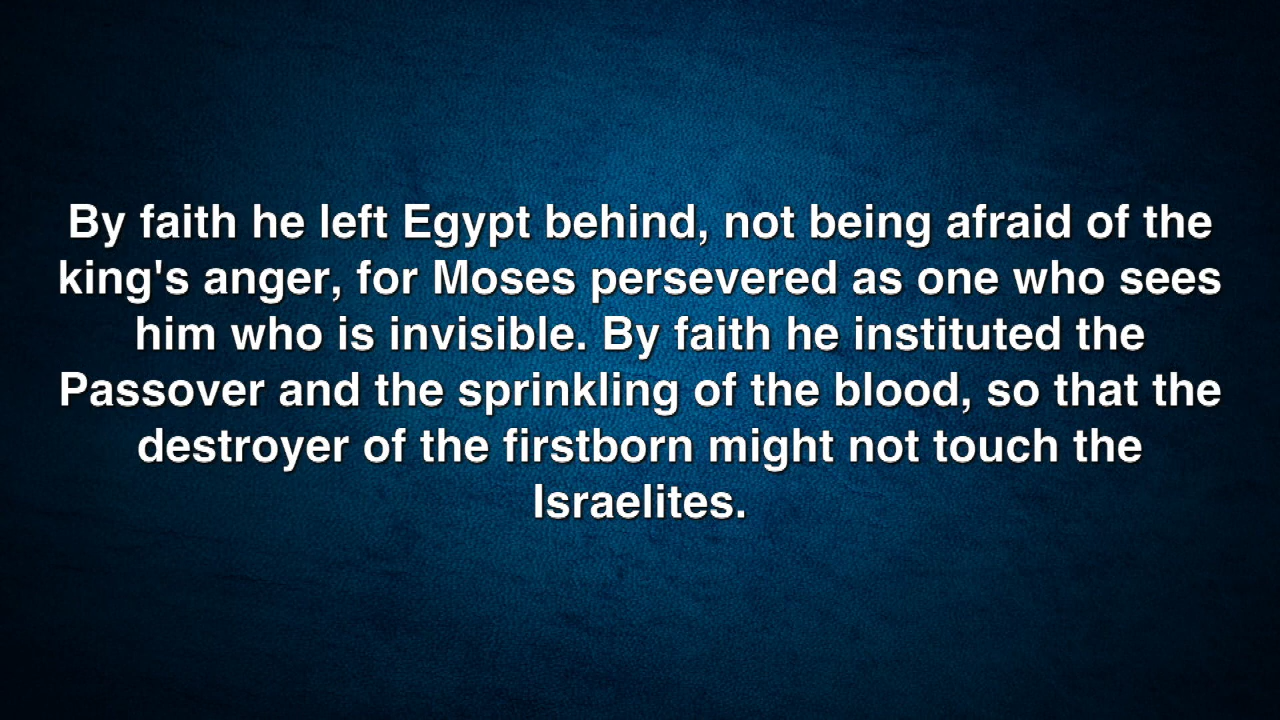 By faith he left Egypt behind, not being afraid of the
king's anger, for Moses persevered as one who sees
him who is invisible. By faith he instituted the
Passover and the sprinkling of the blood, so that the
destroyer of the firstborn might not touch the
Israelites.